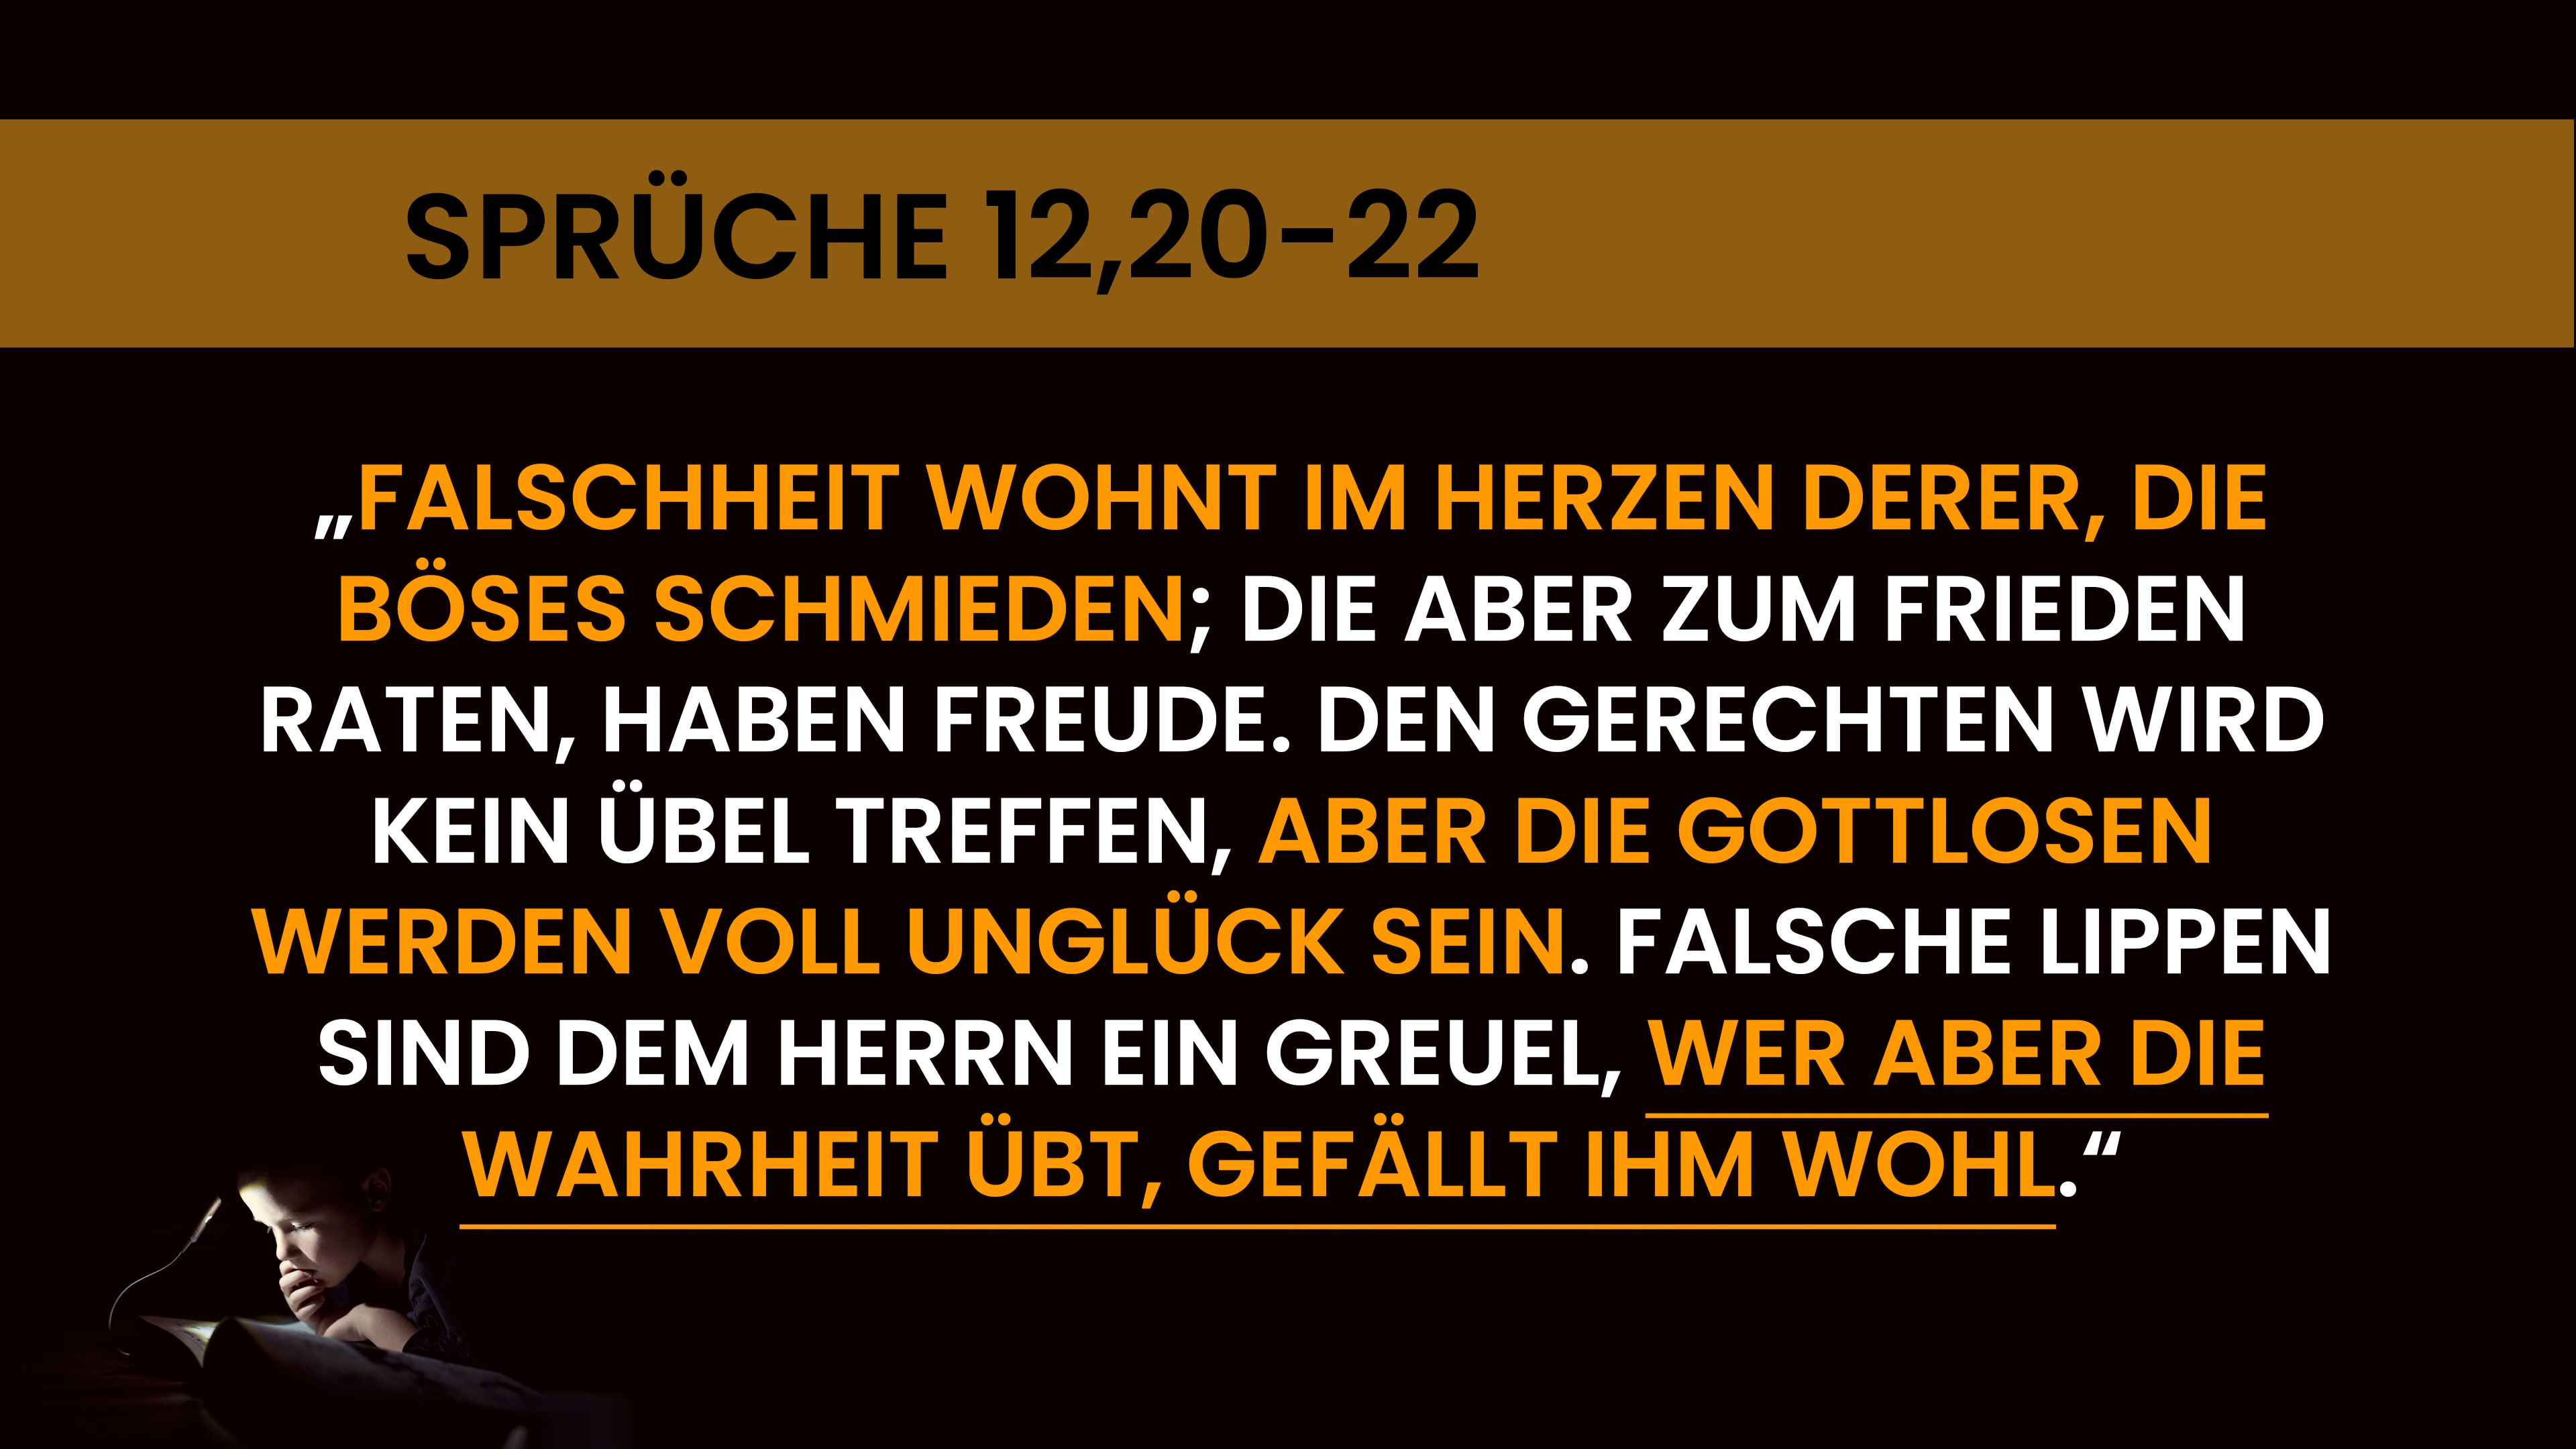 SPRÜCHE 12,20-22
„FALSCHHEIT WOHNT IM HERZEN DERER, DIE
BÖSES SCHMIEDEN; DIE ABER ZUM FRIEDEN
RATEN, HABEN FREUDE. DEN GERECHTEN WIRD
KEIN ÜBEL TREFFEN, ABER DIE GOTTLOSEN
WERDEN VOLL UNGLÜCK SEIN. FALSCHE LIPPEN
SIND DEM HERRN EIN GREUEL, WER ABER DIE
WAHRHEIT ÜBT, GEFÄLLT IHM WOHL.“